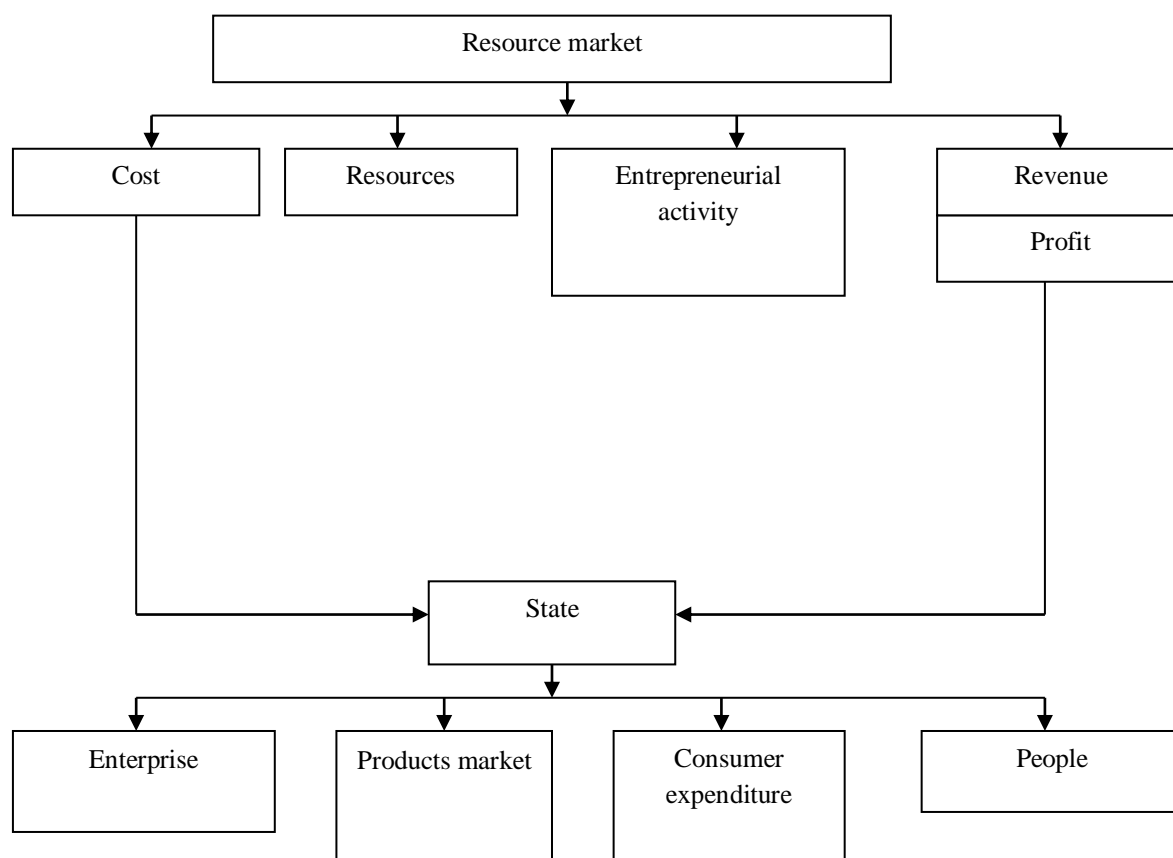 Resource market
Cost
Resources
Entrepreneurial
activity
Revenue
Profit
State
Enterprise
Products market
Consumer
expenditure
People